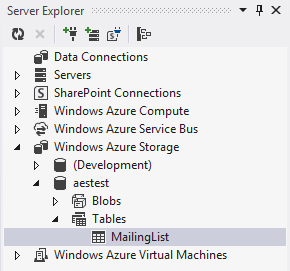 Server Explorer
Data Connections
Servers
SharePoint Connections
Windows Azure Compute
Windows Azure Service Bus
Windows Azure Storage
(Development)
aestest
Blobs
Tables
MailingList
Windows Azure Virtual Machines